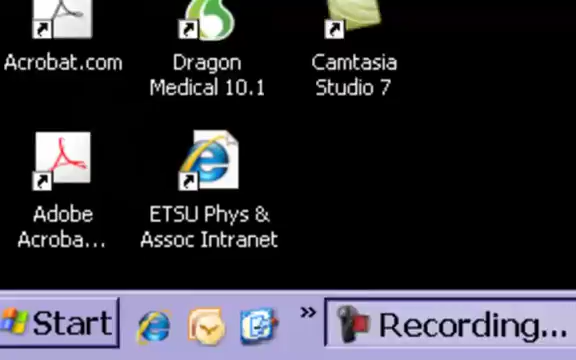 Acrobat.com
Dragon
Medical 10.1
Camtasia
Studio 7
Adobe
Acroba...
ETSU Phys &
Assoc Intranet
Start
»
Recording...